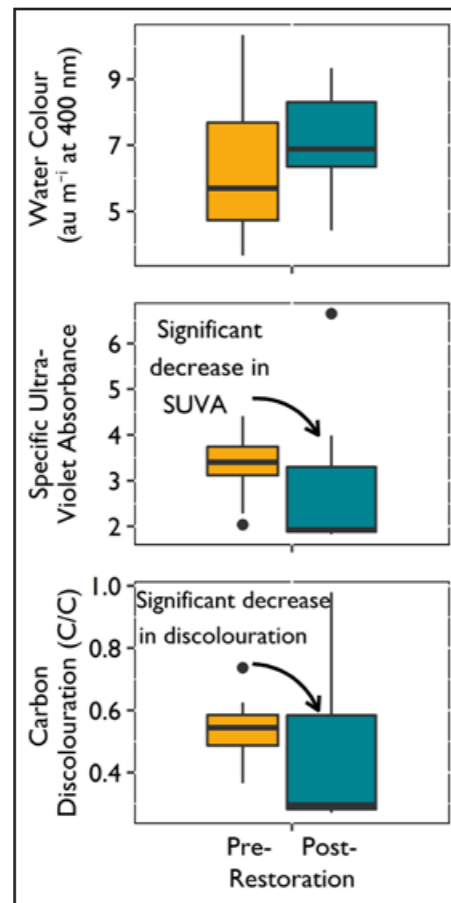 Water Colour
(au m⁻ⁱ at 400 nm)
9
7
5
Specific Ultra-
Violet Absorbance
6
5
4
3
2
Significant
decrease in
SUVA
Carbon
Discolouration (C/C)
1.0
0.8
0.6
0.4
Significant decrease
in discolouration
Pre- Post-
Restoration